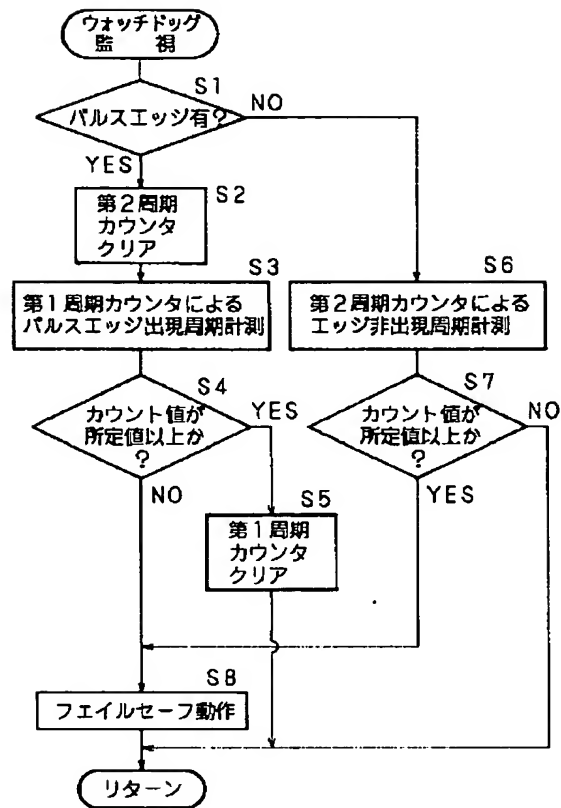 ウォッチドッグ
監　視
S1
パルスエッジ有?
NO
YES
S2
第2周期
カウンタ
クリア
S3
第1周期カウンタによる
パルスエッジ出現周期計測
S6
第2周期カウンタによる
エッジ非出現周期計測
S4
カウント値が
所定値以上か
?
YES
NO
S7
カウント値が
所定値以上か
?
NO
YES
S5
第1周期
カウンタ
クリア
S8
フェイルセーフ動作
リターン